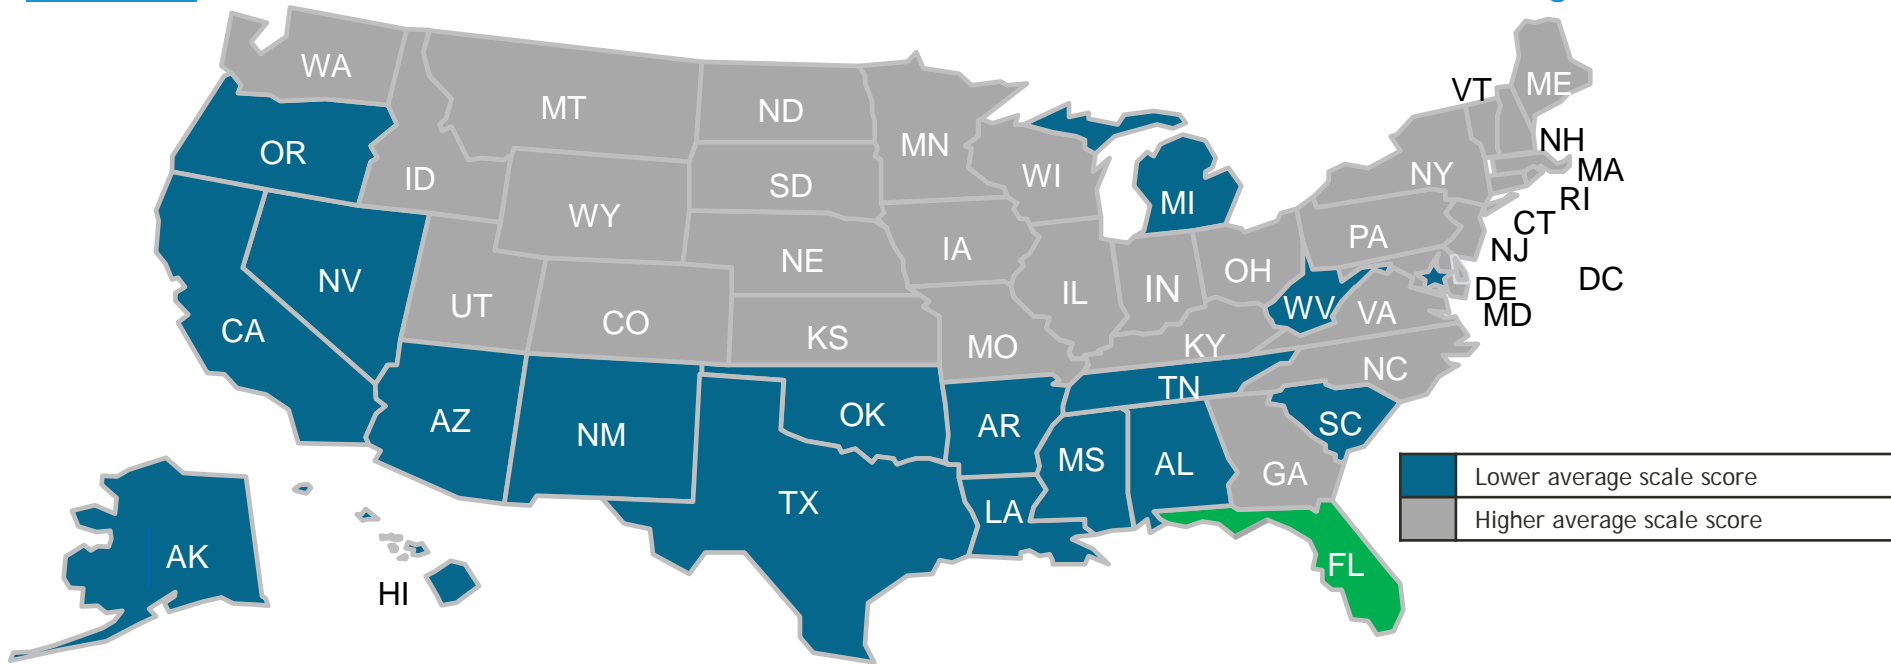 WA
MT
ND
MN
VT
ME
OR
ID
SD
WI
NY
NH
MA
WY
MI
RI
IA
PA
CT
NV
NE
OH
NJ
UT
IL
IN
DE
DC
CA
CO
KS
MO
WV
VA
MD
KY
NC
AZ
NM
OK
AR
TN
SC
MS
AL
GA
TX
LA
FL
AK
HI
Lower average scale score
Higher average scale score